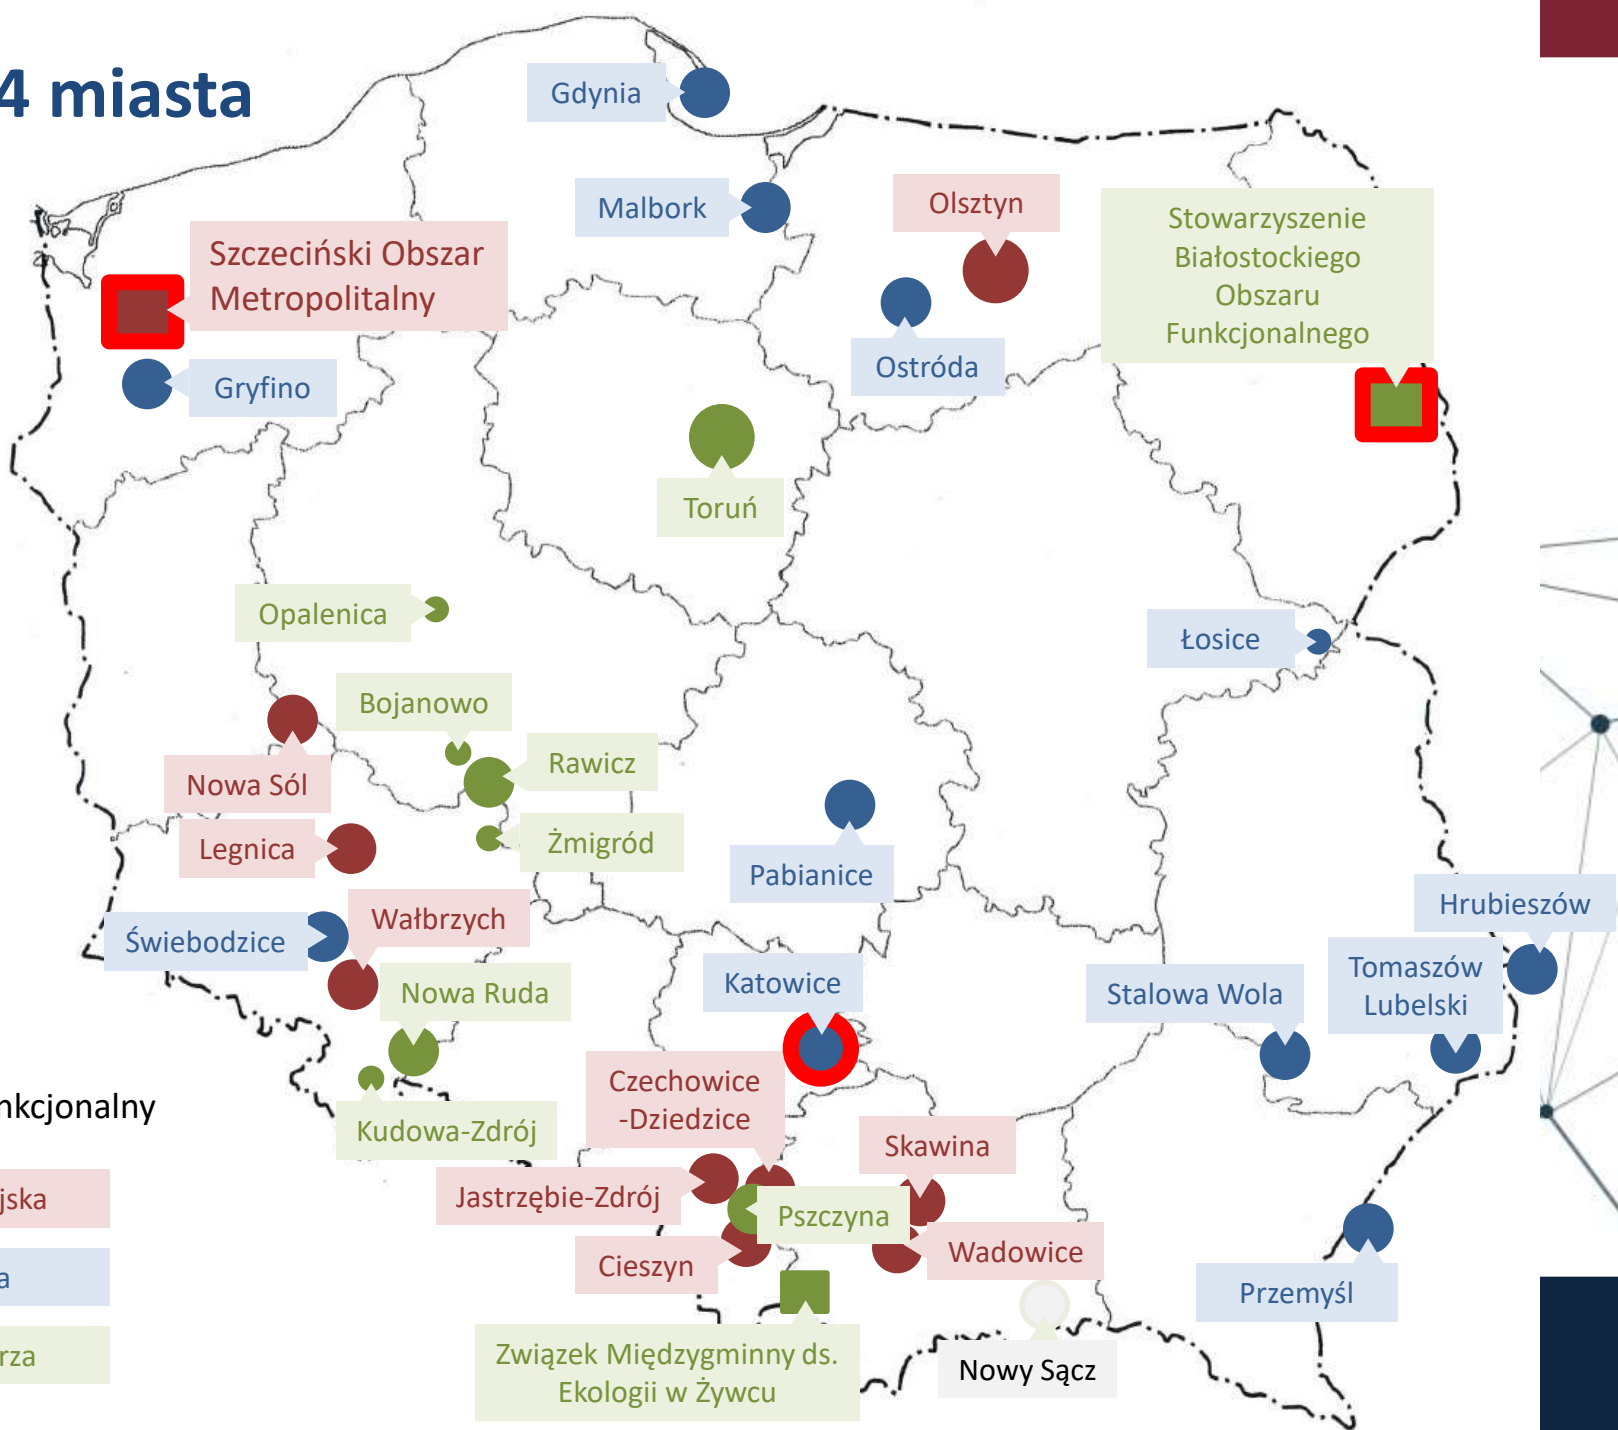 4 miasta
Gdynia
Malbork
Olsztyn
Stowarzyszenie
Białostockiego
Obszaru
Funkcjonalnego
Szczeciński Obszar
Metropolitalny
Ostróda
Gryfino
Toruń
Opalenica
Łosice
Bojanowo
Rawicz
Nowa Sól
Żmigród
Legnica
Pabianice
Hrubieszów
Wałbrzych
Świebodzice
Tomaszów
Lubelski
Katowice
Stalowa Wola
Nowa Ruda
Czechowice
-Dziedzice
nkcjonalny
Kudowa-Zdrój
Skawina
jska
Jastrzębie-Zdrój
Pszczyna
Wadowice
Cieszyn
a
Przemyśl
rza
Związek Międzygminny ds.
Ekologii w Żywcu
Nowy Sącz